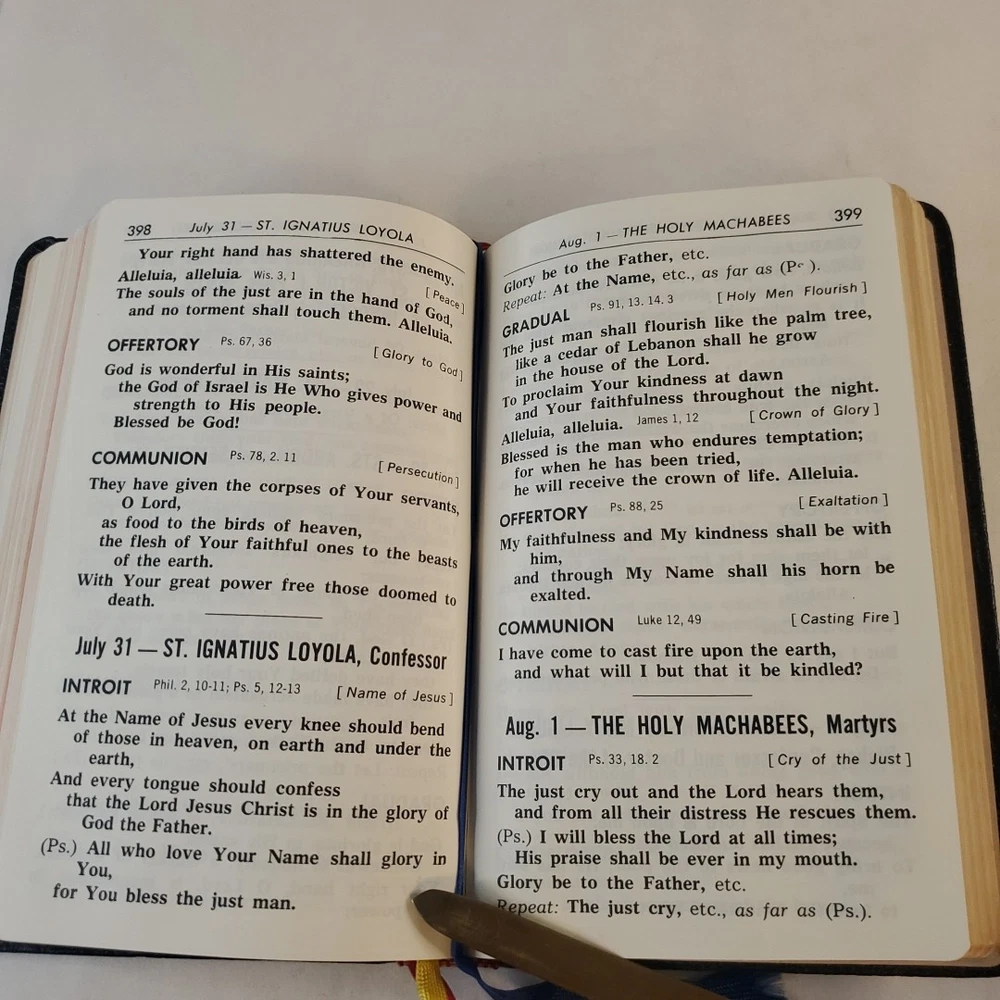 398 July 31 — ST. IGNATIUS LOYOLA
Your right hand has shattered the enemy.
Alleluia, alleluia. Wis. 3, 1 [Peace]
The souls of the just are in the hand of God,
and no torment shall touch them. Alleluia.
OFFERTORY Ps. 67, 36 [Glory to God]
God is wonderful in His saints;
the God of Israel is He Who gives power and
strength to His people.
Blessed be God!
COMMUNION Ps. 78, 2. 11 [Persecution]
They have given the corpses of Your servants,
O Lord,
as food to the birds of heaven,
the flesh of Your faithful ones to the beasts
of the earth.
With Your great power free those doomed to
death.
July 31 — ST. IGNATIUS LOYOLA, Confessor
INTROIT Phil. 2, 10-11; Ps. 5, 12-13 [Name of Jesus]
At the Name of Jesus every knee should bend
of those in heaven, on earth and under the
earth,
And every tongue should confess
that the Lord Jesus Christ is in the glory of
God the Father.
(Ps.) All who love Your Name shall glory in
You,
for You bless the just man.
Aug. 1 — THE HOLY MACHABEES 399
Glory be to the Father, etc.
Repeat: At the Name, etc., as far as (Ps.).
GRADUAL Ps. 91, 13. 14. 3 [Holy Men Flourish]
The just man shall flourish like the palm tree,
like a cedar of Lebanon shall he grow
in the house of the Lord.
To proclaim Your kindness at dawn
and Your faithfulness throughout the night.
Alleluia, alleluia. James 1, 12 [Crown of Glory]
Blessed is the man who endures temptation;
for when he has been tried,
he will receive the crown of life. Alleluia.
OFFERTORY Ps. 88, 25 [Exaltation]
My faithfulness and My kindness shall be with
him,
and through My Name shall his horn be
exalted.
COMMUNION Luke 12, 49 [Casting Fire]
I have come to cast fire upon the earth,
and what will I but that it be kindled?
Aug. 1 — THE HOLY MACHABEES, Martyrs
INTROIT Ps. 33, 18. 2 [Cry of the Just]
The just cry out and the Lord hears them,
and from all their distress He rescues them.
(Ps.) I will bless the Lord at all times;
His praise shall be ever in my mouth.
Glory be to the Father, etc.
Repeat: The just cry, etc., as far as (Ps.).